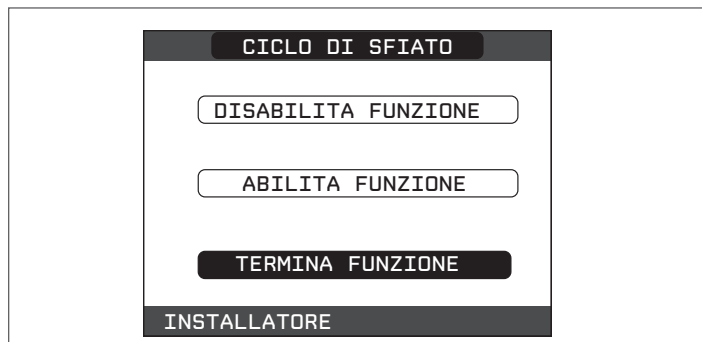 CICLO DI SFIATO
DISABILITA FUNZIONE
ABILITA FUNZIONE
TERMINA FUNZIONE
INSTALLATORE